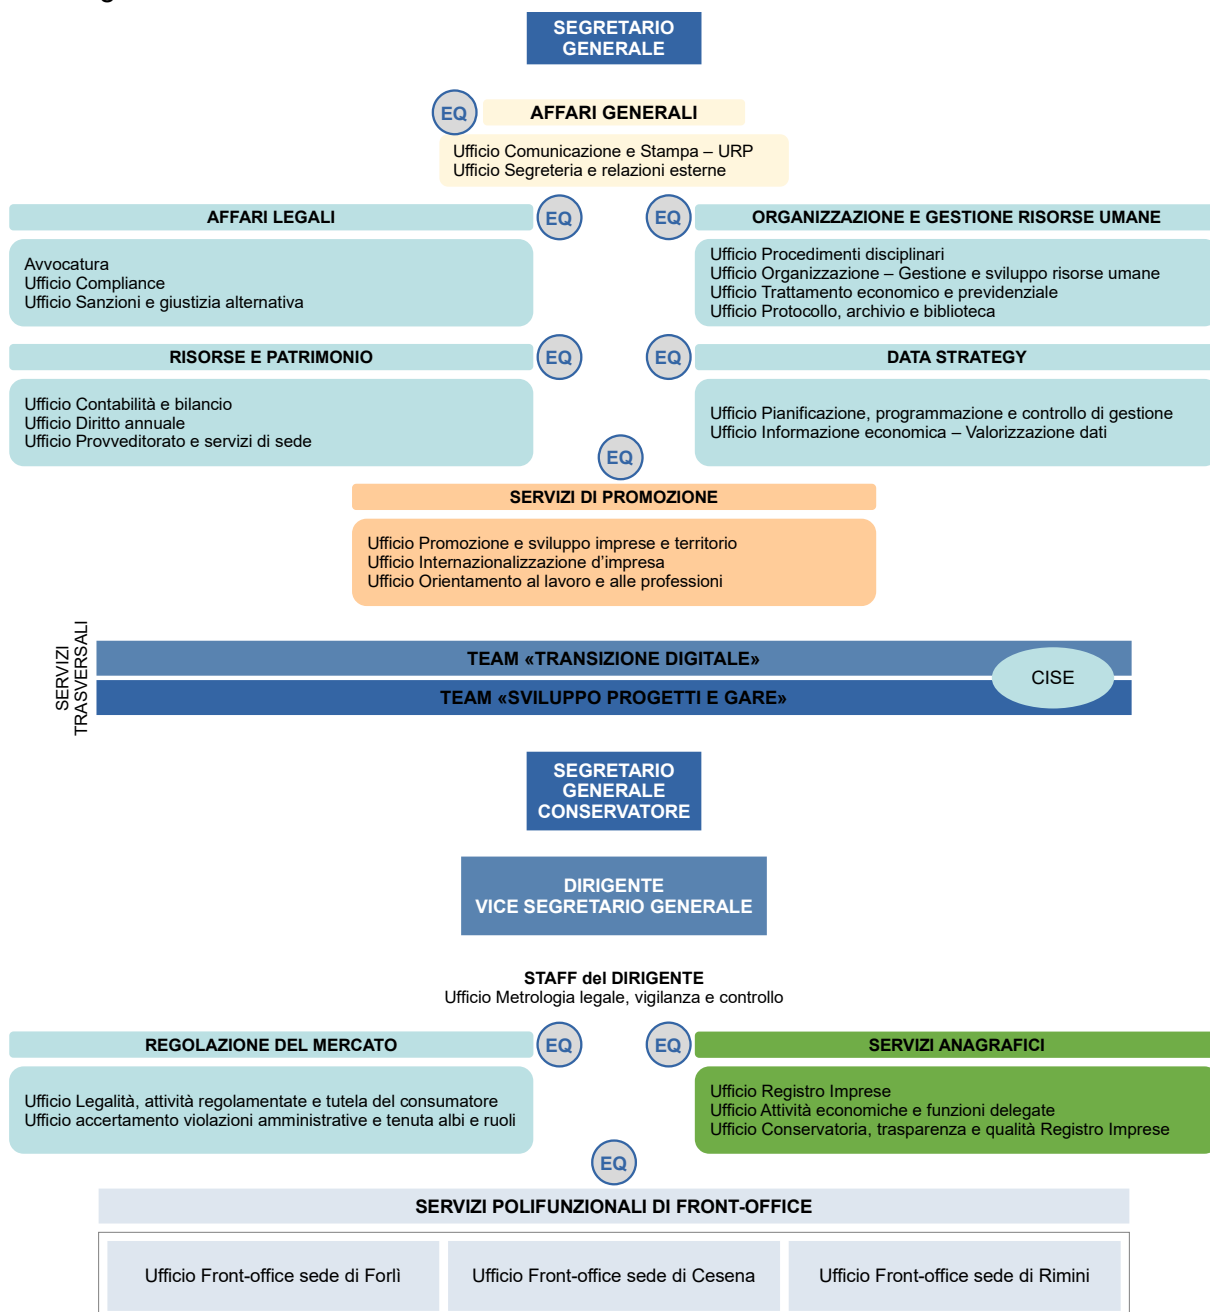 SEGRETARIO
GENERALE
EQ
AFFARI GENERALI
Ufficio Comunicazione e Stampa – URP
Ufficio Segreteria e relazioni esterne
AFFARI LEGALI
EQ
Avvocatura
Ufficio Compliance
Ufficio Sanzioni e giustizia alternativa
EQ
ORGANIZZAZIONE E GESTIONE RISORSE UMANE
Ufficio Procedimenti disciplinari
Ufficio Organizzazione – Gestione e sviluppo risorse umane
Ufficio Trattamento economico e previdenziale
Ufficio Protocollo, archivio e biblioteca
RISORSE E PATRIMONIO
EQ
Ufficio Contabilità e bilancio
Ufficio Diritto annuale
Ufficio Provveditorato e servizi di sede
EQ
DATA STRATEGY
Ufficio Pianificazione, programmazione e controllo di gestione
Ufficio Informazione economica – Valorizzazione dati
EQ
SERVIZI DI PROMOZIONE
Ufficio Promozione e sviluppo imprese e territorio
Ufficio Internazionalizzazione d’impresa
Ufficio Orientamento al lavoro e alle professioni
SERVIZI
TRASVERSALI
TEAM «TRANSIZIONE DIGITALE»
TEAM «SVILUPPO PROGETTI E GARE»
CISE
SEGRETARIO
GENERALE
CONSERVATORE
DIRIGENTE
VICE SEGRETARIO GENERALE
STAFF del DIRIGENTE
Ufficio Metrologia legale, vigilanza e controllo
REGOLAZIONE DEL MERCATO
EQ
Ufficio Legalità, attività regolamentate e tutela del consumatore
Ufficio accertamento violazioni amministrative e tenuta albi e ruoli
EQ
SERVIZI ANAGRAFICI
Ufficio Registro Imprese
Ufficio Attività economiche e funzioni delegate
Ufficio Conservatoria, trasparenza e qualità Registro Imprese
EQ
SERVIZI POLIFUNZIONALI DI FRONT-OFFICE
Ufficio Front-office sede di Forlì
Ufficio Front-office sede di Cesena
Ufficio Front-office sede di Rimini